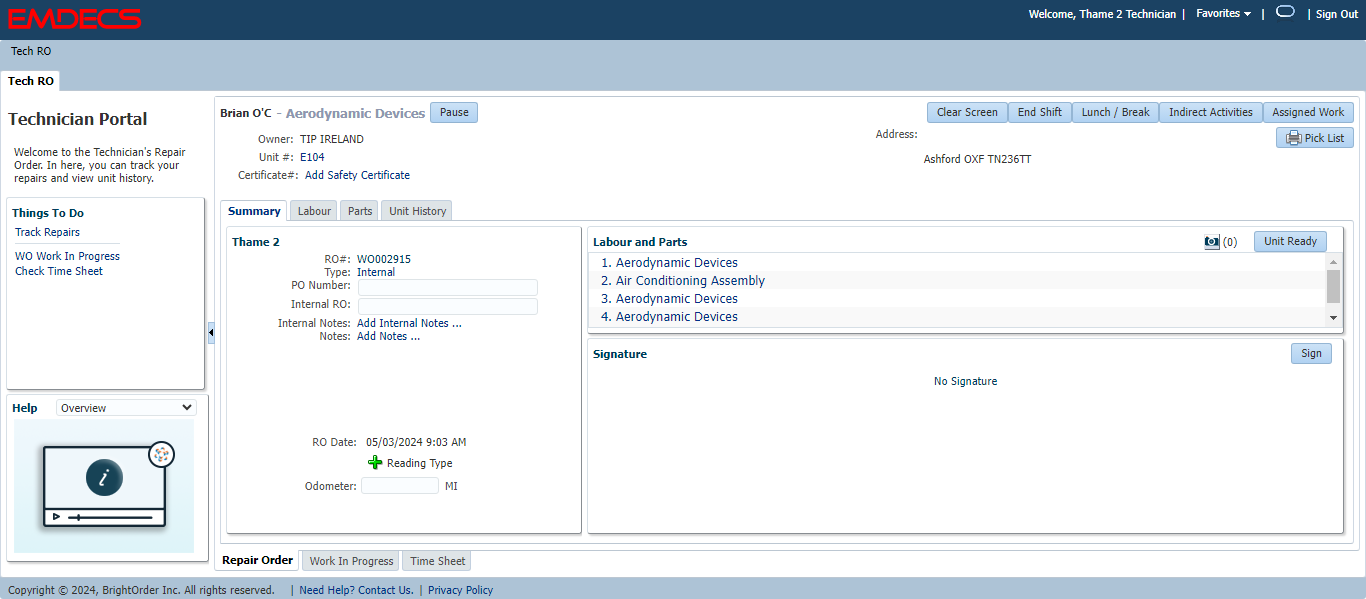 EMDECS
Welcome, Thame 2 Technician | Favorites | | Sign Out
Tech RO
Tech RO
Technician Portal
Welcome to the Technician's Repair
Order. In here, you can track your
repairs and view unit history.
Things To Do
Track Repairs
WO Work In Progress
Check Time Sheet
Help Overview
i
Brian O'C - Aerodynamic Devices Pause
Clear Screen End Shift Lunch / Break Indirect Activities Assigned Work
Pick List
Owner: TIP IRELAND
Unit #: E104
Certificate#: Add Safety Certificate
Address:
Ashford OXF TN236TT
Summary Labour Parts Unit History
Thame 2
RO#: WO002915
Type: Internal
PO Number:
Internal RO:
Internal Notes: Add Internal Notes ...
Notes: Add Notes ...
RO Date: 05/03/2024 9:03 AM
Reading Type
Odometer: MI
Labour and Parts (0) Unit Ready
1. Aerodynamic Devices
2. Air Conditioning Assembly
3. Aerodynamic Devices
4. Aerodynamic Devices
Signature Sign
No Signature
Repair Order Work In Progress Time Sheet
Copyright © 2024, BrightOrder Inc. All rights reserved. | Need Help? Contact Us. | Privacy Policy